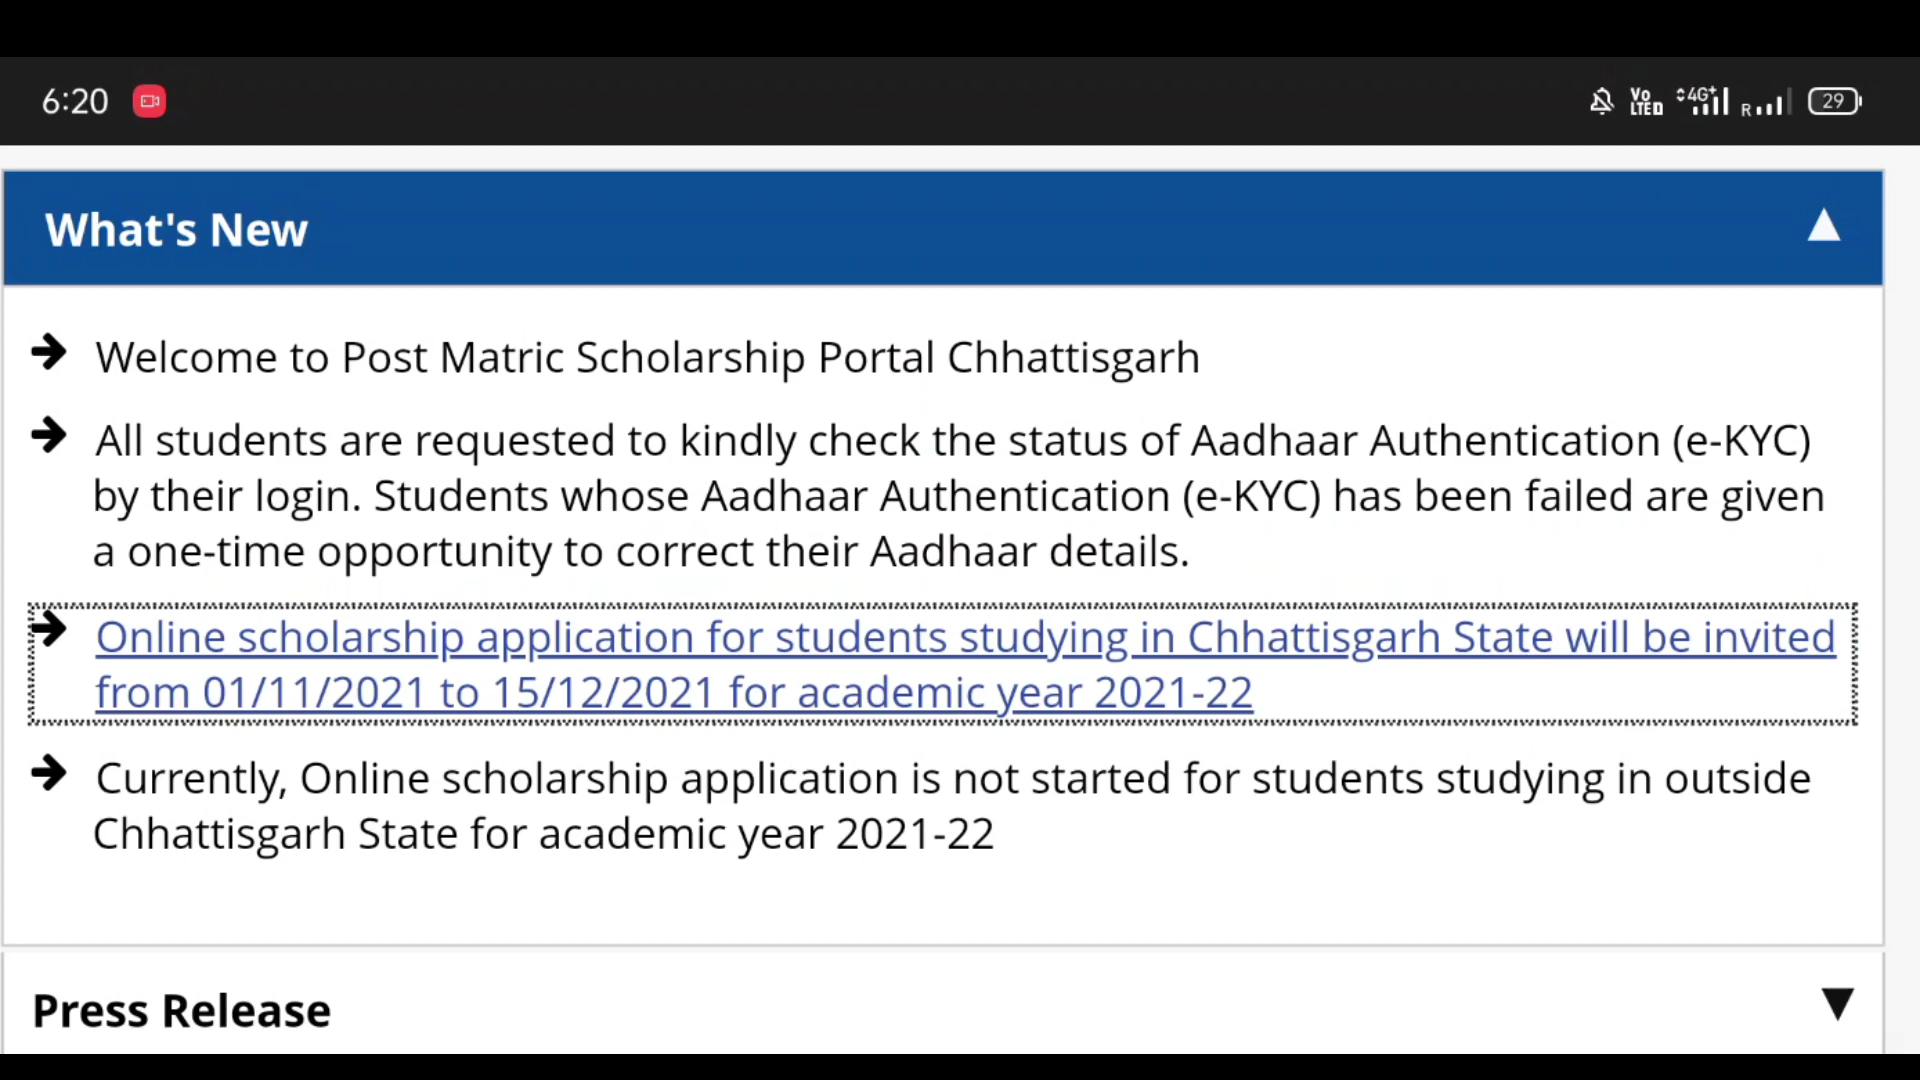 6:20
Vo
LTE
4G+
R
29
What's New
Welcome to Post Matric Scholarship Portal Chhattisgarh
All students are requested to kindly check the status of Aadhaar Authentication (e-KYC)
by their login. Students whose Aadhaar Authentication (e-KYC) has been failed are given
a one-time opportunity to correct their Aadhaar details.
Online scholarship application for students studying in Chhattisgarh State will be invited
from 01/11/2021 to 15/12/2021 for academic year 2021-22
Currently, Online scholarship application is not started for students studying in outside
Chhattisgarh State for academic year 2021-22
Press Release